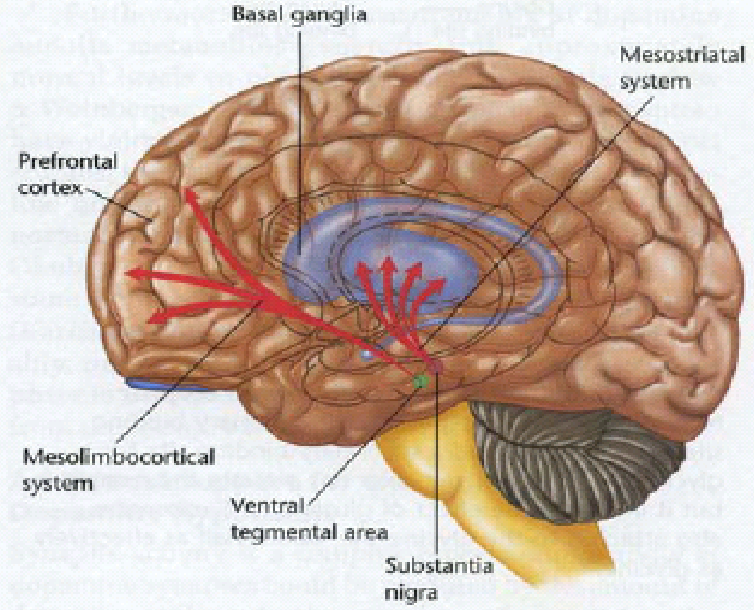 Basal ganglia
Mesostriatal
system
Prefrontal
cortex
Mesolimbocortical
system
Ventral
tegmental area
Substantia
nigra